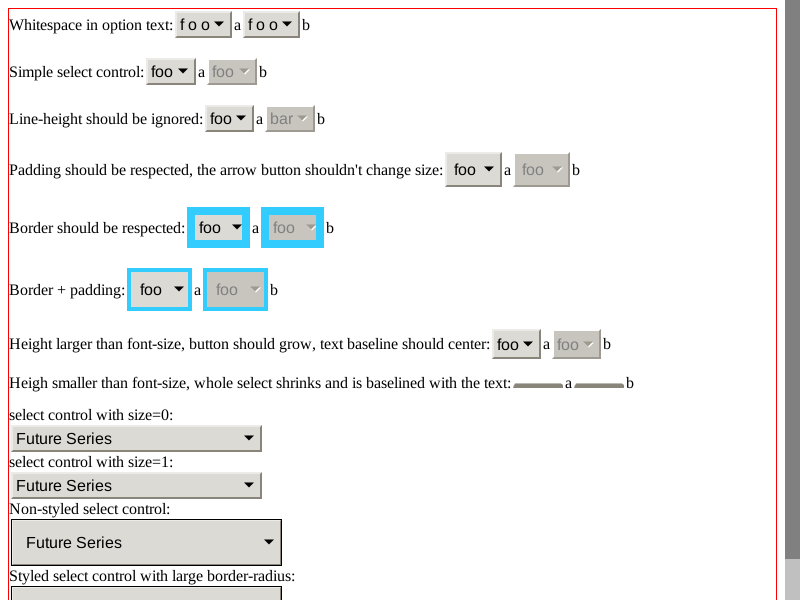 Whitespace in option text: f o o a f o o b
Simple select control: foo a foo b
Line-height should be ignored: foo a bar b
Padding should be respected, the arrow button shouldn't change size: foo a foo b
Border should be respected: foo a foo b
Border + padding: foo a foo b
Height larger than font-size, button should grow, text baseline should center: foo a foo b
Heigh smaller than font-size, whole select shrinks and is baselined with the text: a b
select control with size=0:
Future Series
select control with size=1:
Future Series
Non-styled select control:
Future Series
Styled select control with large border-radius: